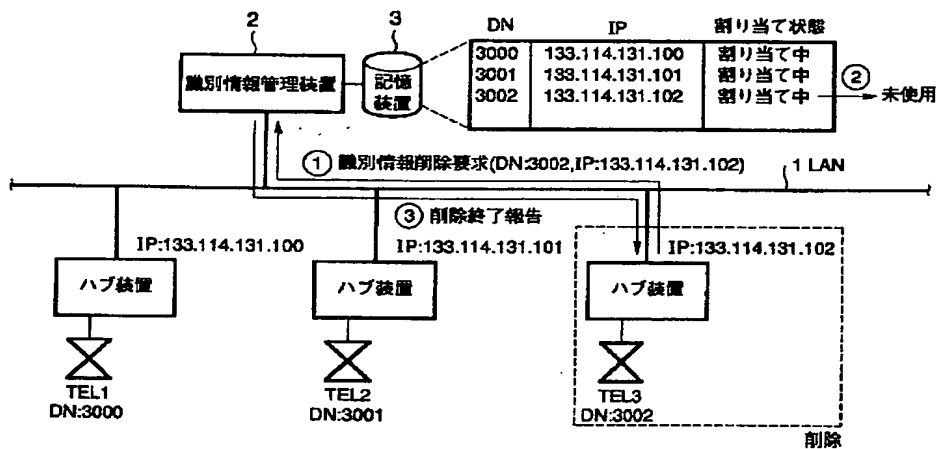 2
3
DN IP 割り当て状態
3000 133.114.131.100 割り当て中
3001 133.114.131.101 割り当て中
3002 133.114.131.102 割り当て中
② 未使用
識別情報管理装置
記憶
装置
① 識別情報削除要求(DN:3002,IP:133.114.131.102)
1 LAN
③ 削除終了報告
IP:133.114.131.100
IP:133.114.131.101
IP:133.114.131.102
ハブ装置
ハブ装置
ハブ装置
TEL1
DN:3000
TEL2
DN:3001
TEL3
DN:3002
削除